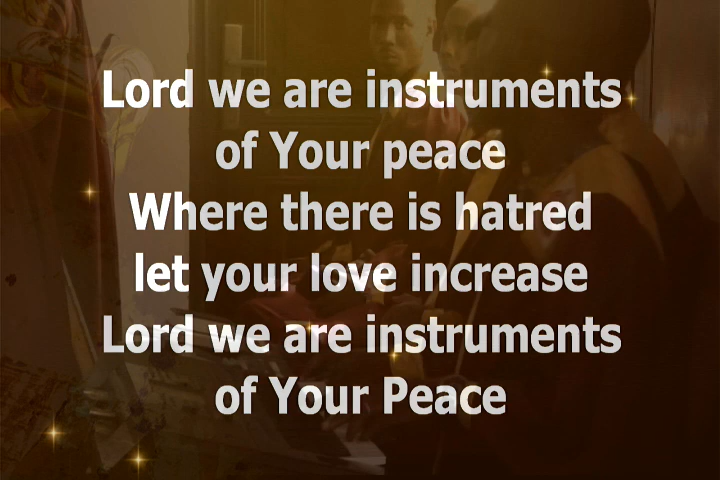 Lord we are instruments
of Your peace
Where there is hatred
let your love increase
Lord we are instruments
of Your Peace